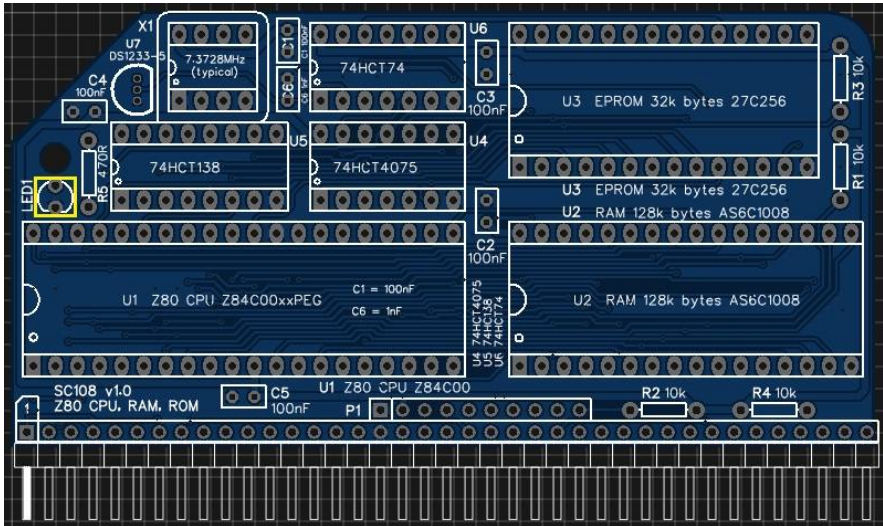 X1
U7
DS1233-5
C4
100nF
7.3728MHz
(typical)
C1
C1 100nF
C6
C6 1nF
74HCT74
U6
C3
100nF
U3 EPROM 32k bytes 27C256
R3 10k
R1 10k
LED1
R5 470R
74HCT138
U5
74HCT4075
U4
U3 EPROM 32k bytes 27C256
U2 RAM 128k bytes AS6C1008
C2
100nF
U1 Z80 CPU Z84C00xxPEG
C1 = 100nF
C6 = 1nF
U4 74HCT4075
U5 74HC138
U6 74HCT74
U2 RAM 128k bytes AS6C1008
1
SC108 v1.0
Z80 CPU, RAM, ROM
C5
100nF
U1 Z80 CPU Z84C00
P1
R2 10k
R4 10k